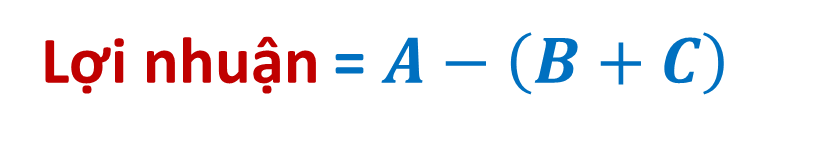 Lợi nhuận = A − (B + C)